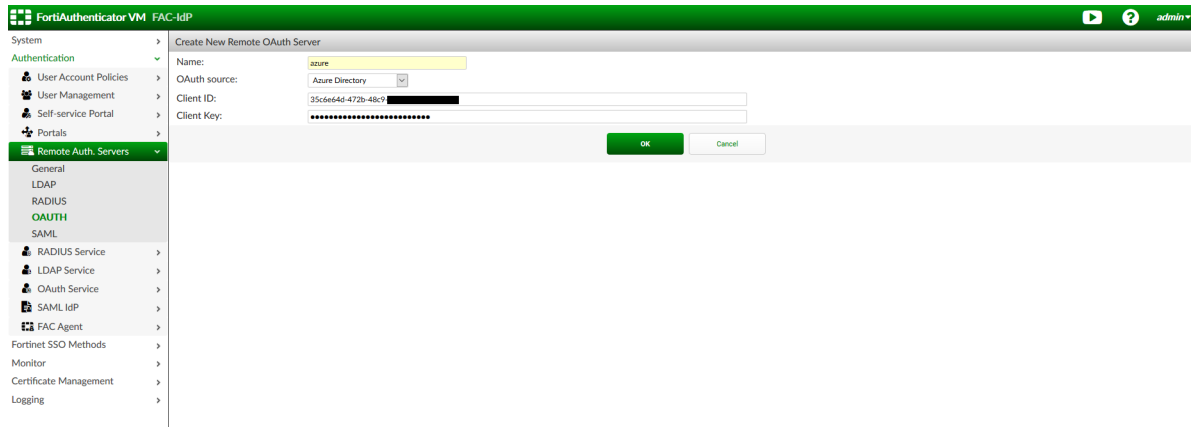 FortiAuthenticator VM FAC-IdP
admin
System
Authentication
User Account Policies
User Management
Self-service Portal
Portals
Remote Auth. Servers
General
LDAP
RADIUS
OAUTH
SAML
RADIUS Service
LDAP Service
OAuth Service
SAML IdP
FAC Agent
Fortinet SSO Methods
Monitor
Certificate Management
Logging
Create New Remote OAuth Server
Name: azure
OAuth source: Azure Directory
Client ID: 35c6e64d-472b-48c9-
Client Key: ••••••••••••••••••••••••••
OK Cancel